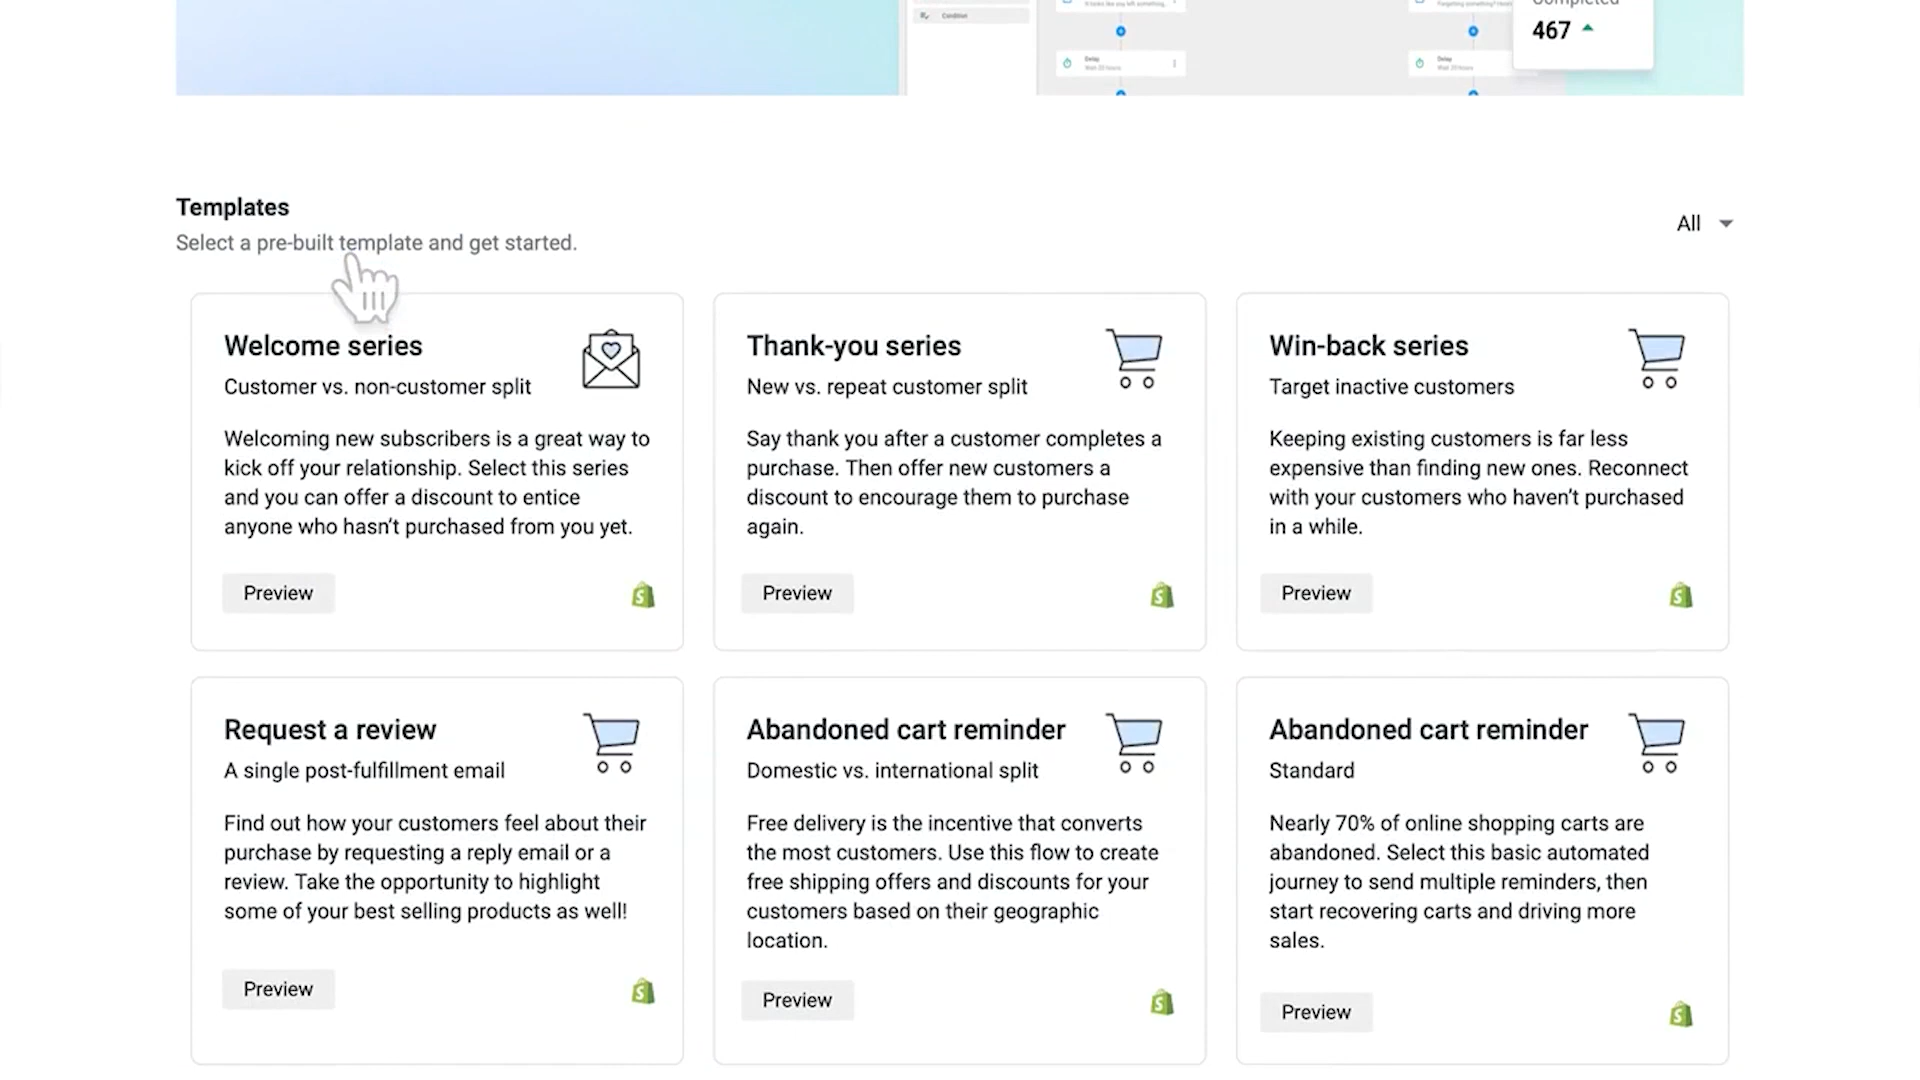 Condition
Completed
467
Delay
Wait 20 hours
Delay
Wait 20 hours
Templates
Select a pre-built template and get started.
All
Welcome series
Customer vs. non-customer split
Welcoming new subscribers is a great way to
kick off your relationship. Select this series
and you can offer a discount to entice
anyone who hasn’t purchased from you yet.
Preview
Thank-you series
New vs. repeat customer split
Say thank you after a customer completes a
purchase. Then offer new customers a
discount to encourage them to purchase
again.
Preview
Win-back series
Target inactive customers
Keeping existing customers is far less
expensive than finding new ones. Reconnect
with your customers who haven’t purchased
in a while.
Preview
Request a review
A single post-fulfillment email
Find out how your customers feel about their
purchase by requesting a reply email or a
review. Take the opportunity to highlight
some of your best selling products as well!
Preview
Abandoned cart reminder
Domestic vs. international split
Free delivery is the incentive that converts
the most customers. Use this flow to create
free shipping offers and discounts for your
customers based on their geographic
location.
Preview
Abandoned cart reminder
Standard
Nearly 70% of online shopping carts are
abandoned. Select this basic automated
journey to send multiple reminders, then
start recovering carts and driving more
sales.
Preview